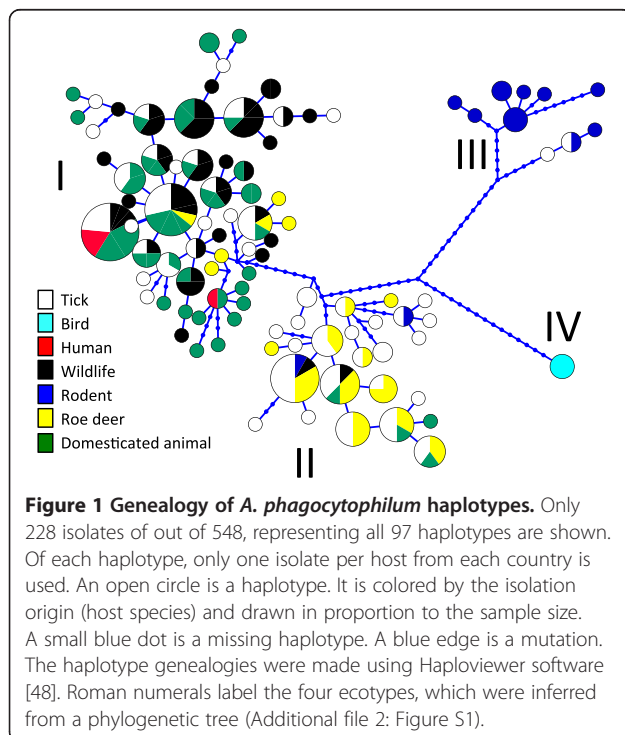 III
I
Tick
Bird
Human
Wildlife
Rodent
Roe deer
Domesticated animal
IV
II
Figure 1 Genealogy of A. phagocytophilum haplotypes. Only
228 isolates of out of 548, representing all 97 haplotypes are shown.
Of each haplotype, only one isolate per host from each country is
used. An open circle is a haplotype. It is colored by the isolation
origin (host species) and drawn in proportion to the sample size.
A small blue dot is a missing haplotype. A blue edge is a mutation.
The haplotype genealogies were made using Haploviewer software
[48]. Roman numerals label the four ecotypes, which were inferred
from a phylogenetic tree (Additional file 2: Figure S1).